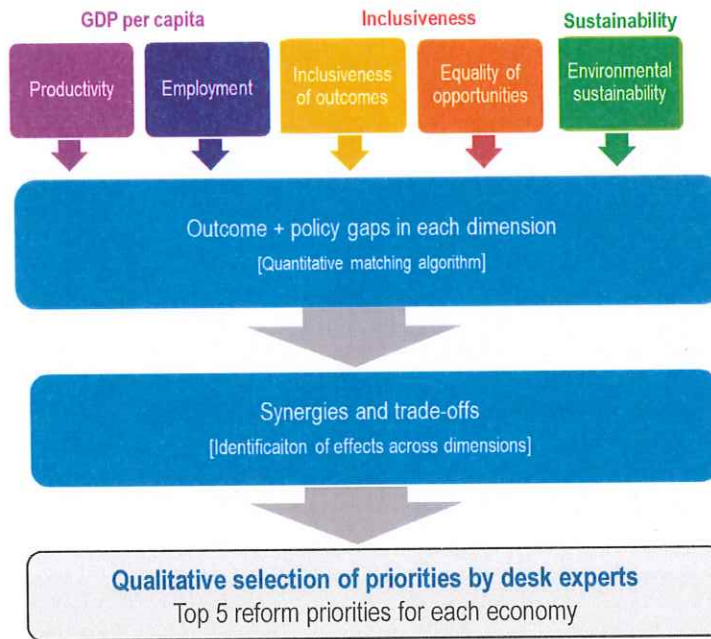 GDP per capita
Inclusiveness
Sustainability
Productivity
Employment
Inclusiveness
of outcomes
Equality of
opportunities
Environmental
sustainability
Outcome + policy gaps in each dimension
[Quantitative matching algorithm]
Synergies and trade-offs
[Identificaiton of effects across dimensions]
Qualitative selection of priorities by desk experts
Top 5 reform priorities for each economy